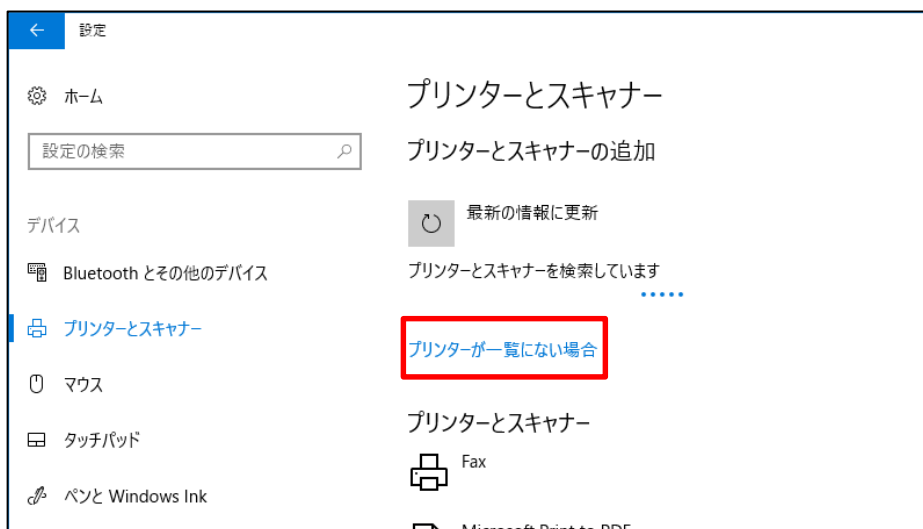 設定
ホーム
設定の検索
デバイス
Bluetooth とその他のデバイス
プリンターとスキャナー
マウス
タッチパッド
ペンと Windows Ink
プリンターとスキャナー
プリンターとスキャナーの追加
最新の情報に更新
プリンターとスキャナーを検索しています
プリンターが一覧にない場合
プリンターとスキャナー
Fax
Microsoft Print to PDF